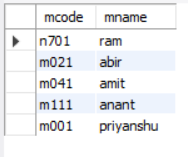 mcode mname
n701 ram
m021 abir
m041 amit
m111 anant
m001 priyanshu